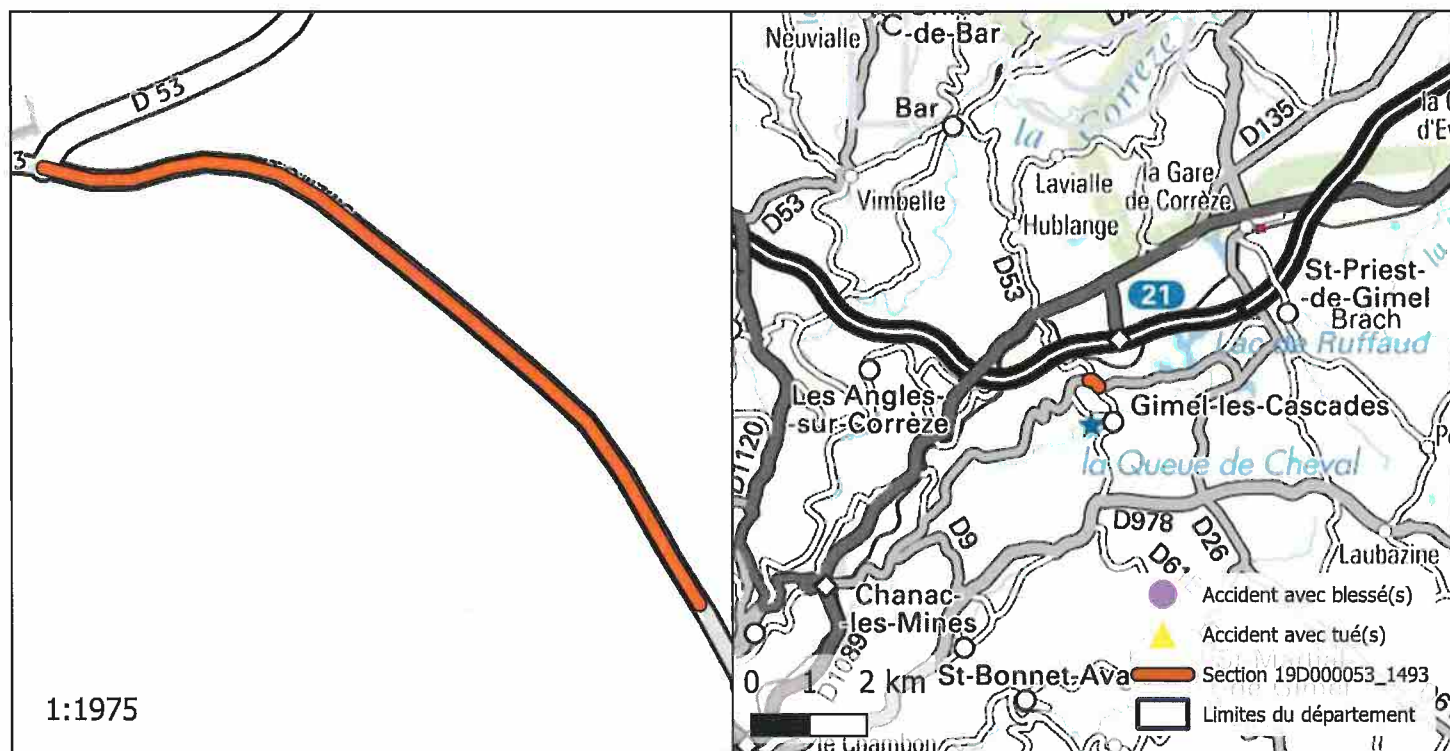 D 53
3
1:1975
Neuvialle
C-de-Bar
Corrèze
la
Bar
D135
la Gare
de Corrèze
Lavialle
Vimbelle
D53
Hublange
D53
21
St-Priest-
-de-Gimel
Brach
Lac de Ruffaud
Les Angles-
-sur-Corrèze
Gimel-les-Cascades
la Queue de Cheval
D1120
D978
D26
D9
Laubazine
Chanac-
-les-Mines
D1089
St-Bonnet-Ava
0 1 2 km
le Chambon
Accident avec blessé(s)
Accident avec tué(s)
Section 19D000053_1493
Limites du département